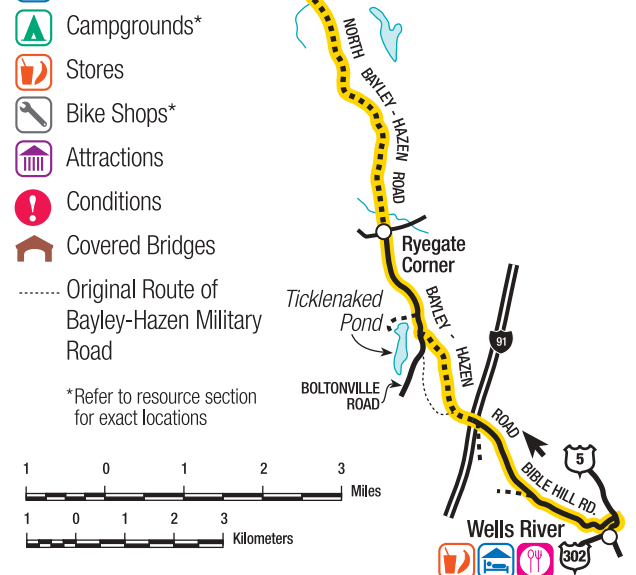 Campgrounds*
Stores
Bike Shops*
Attractions
Conditions
Covered Bridges
Original Route of
Bayley-Hazen Military
Road
*Refer to resource section
for exact locations
1 0 1 2 3
Miles
1 0 1 2 3
Kilometers
NORTH
BAYLEY - HAZEN
ROAD
Ryegate
Corner
Ticklenaked
Pond
BAYLEY - HAZEN
ROAD
BOLTONVILLE
ROAD
91
5
BIBLE HILL RD.
Wells River
302